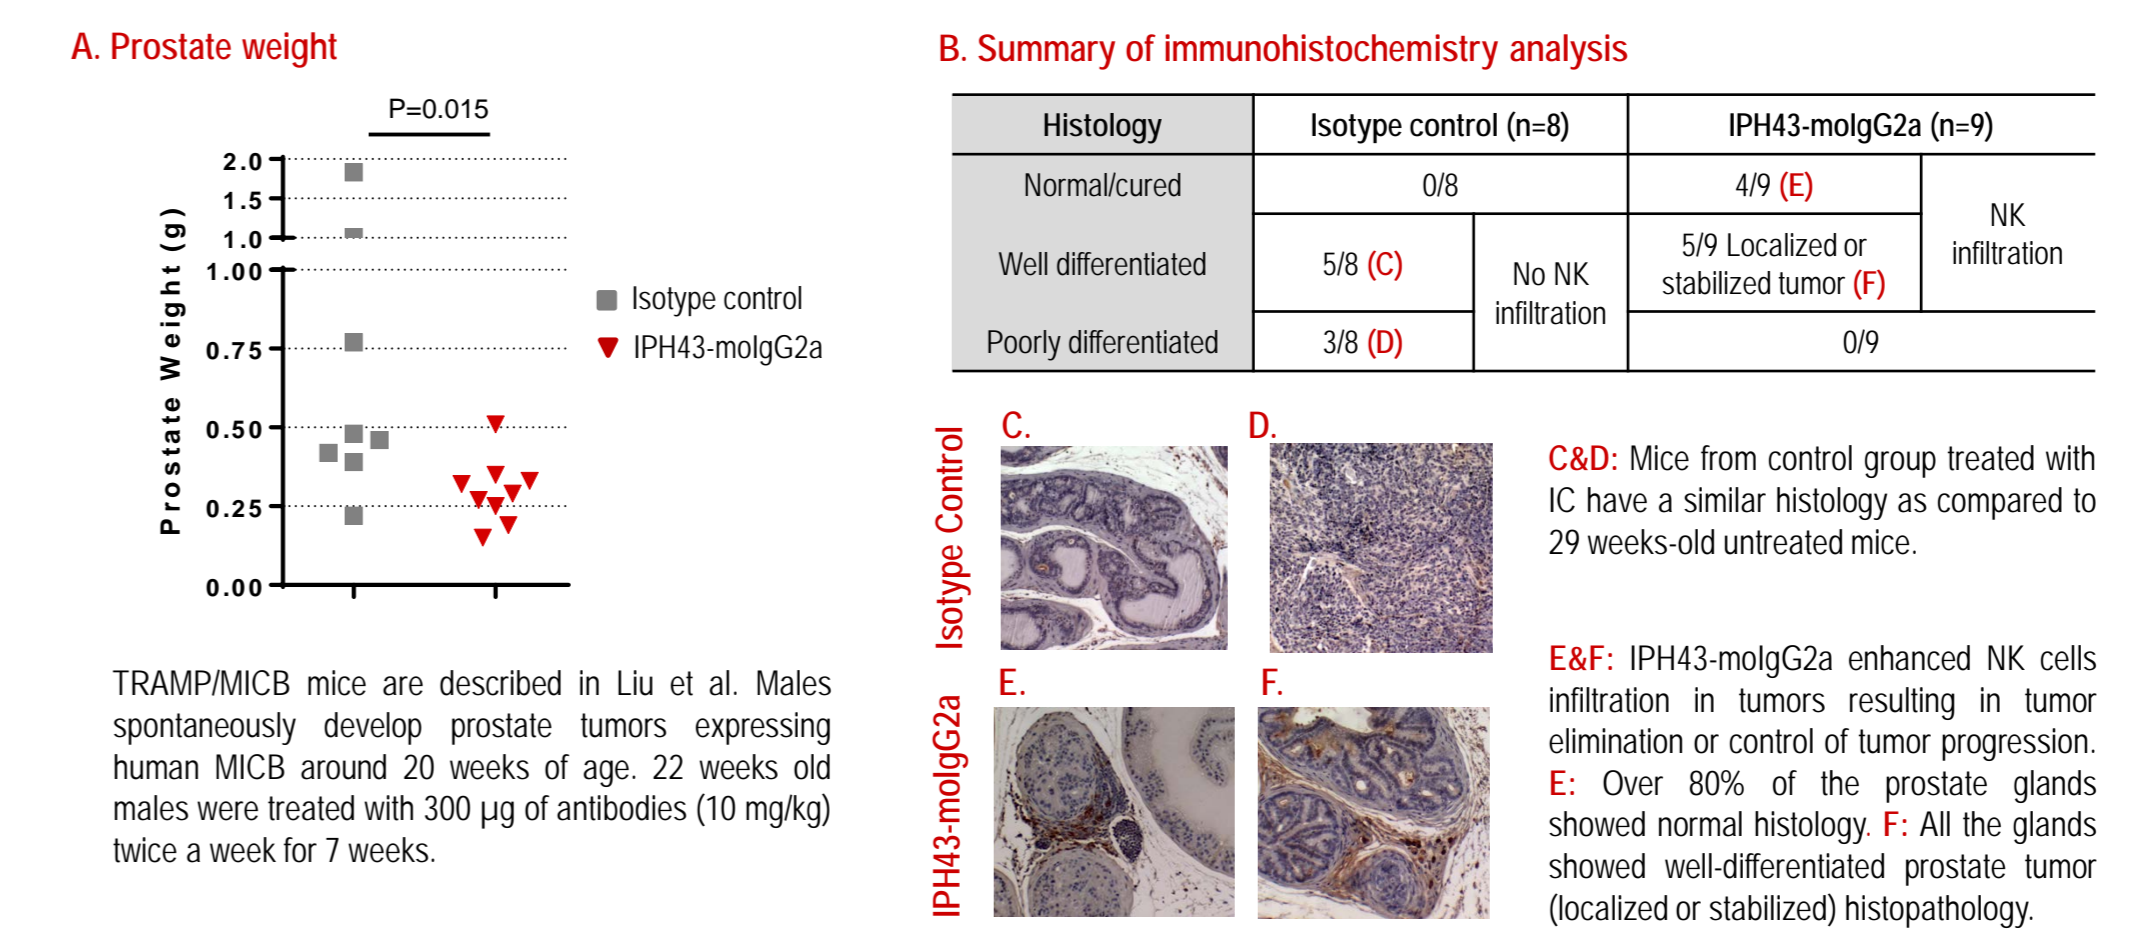 A. Prostate weight
P=0.015
2.0
1.5
1.0
1.00
0.75
0.50
0.25
0.00
Prostate Weight (g)
Isotype control
IPH43-moIgG2a
TRAMP/MICB mice are described in Liu et al. Males
spontaneously develop prostate tumors expressing
human MICB around 20 weeks of age. 22 weeks old
males were treated with 300 µg of antibodies (10 mg/kg)
twice a week for 7 weeks.
B. Summary of immunohistochemistry analysis
Histology Isotype control (n=8) IPH43-moIgG2a (n=9)
Normal/cured 0/8 4/9 (E)
NK
infiltration
Well differentiated 5/8 (C)
No NK
infiltration
5/9 Localized or
stabilized tumor (F)
Poorly differentiated 3/8 (D) 0/9
Isotype Control
C. D.
C&D: Mice from control group treated with
IC have a similar histology as compared to
29 weeks-old untreated mice.
IPH43-moIgG2a
E. F.
E&F: IPH43-moIgG2a enhanced NK cells
infiltration in tumors resulting in tumor
elimination or control of tumor progression.
E: Over 80% of the prostate glands
showed normal histology. F: All the glands
showed well-differentiated prostate tumor
(localized or stabilized) histopathology.